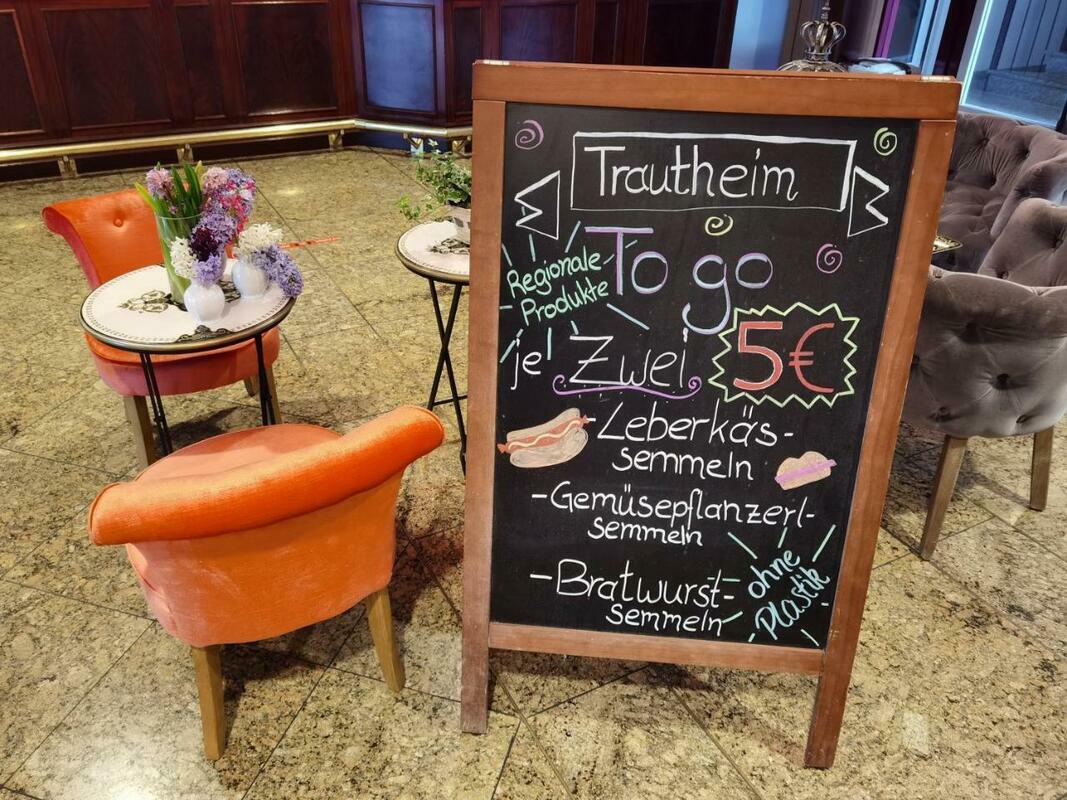 Trautheim
To go
Regionale
Produkte
je Zwei 5€
- Leberkäs-
semmeln
- Gemüsepflanzerl-
semmeln
- Bratwurst-
semmeln
ohne
Plastik